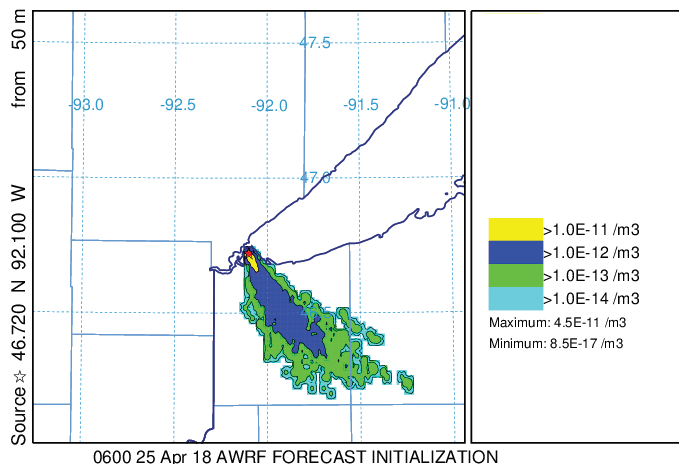 Source ☆ 46.720 N 92.100 W from 50 m
47.5
-93.0 -92.5 -92.0 -91.5 -91.0
47.0
>1.0E-11 /m3
>1.0E-12 /m3
>1.0E-13 /m3
>1.0E-14 /m3
Maximum: 4.5E-11 /m3
Minimum: 8.5E-17 /m3
0600 25 Apr 18 AWRF FORECAST INITIALIZATION